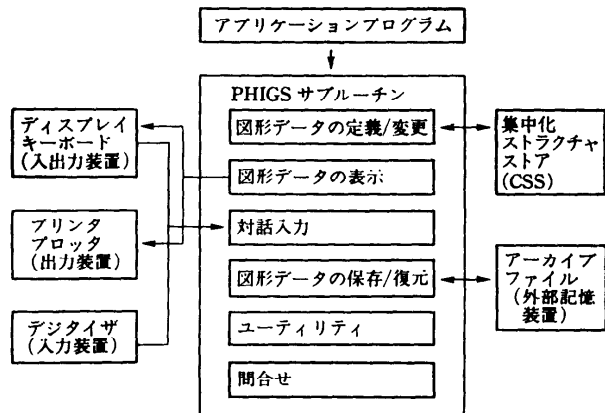 アプリケーションプログラム
PHIGS サブルーチン
図形データの定義/変更
図形データの表示
対話入力
図形データの保存/復元
ユーティリティ
問合せ
ディスプレイ
キーボード
(入出力装置)
プリンタ
プロッタ
(出力装置)
デジタイザ
(入力装置)
集中化
ストラクチャ
ストア
(CSS)
アーカイブ
ファイル
(外部記憶
装置)